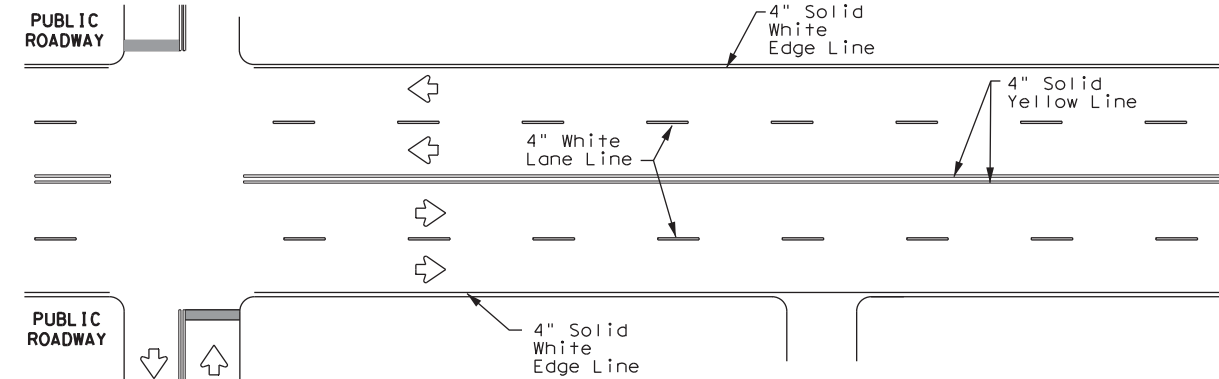 PUBLIC
ROADWAY
4" Solid
White
Edge Line
4" Solid
Yellow Line
4" White
Lane Line
PUBLIC
ROADWAY
4" Solid
White
Edge Line